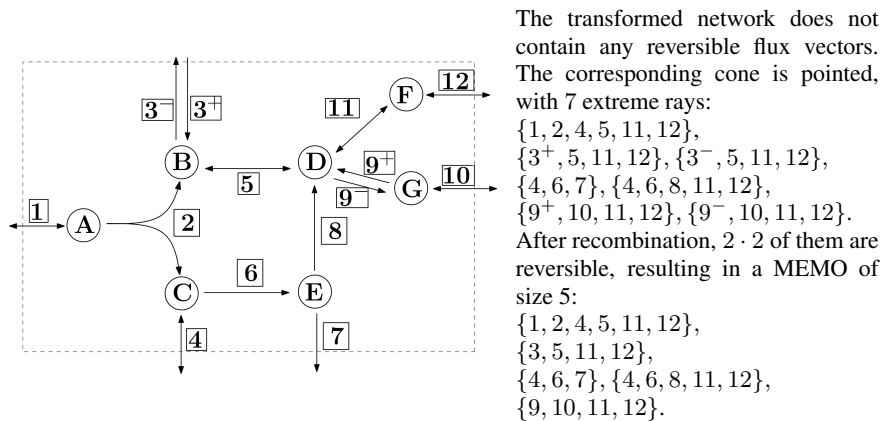 12
F
11
3⁻
3⁺
B
D
9⁺
5
9⁻
G
10
1
A
2
8
6
C
E
4
7
The transformed network does not
contain any reversible flux vectors.
The corresponding cone is pointed,
with 7 extreme rays:
{1, 2, 4, 5, 11, 12},
{3⁺, 5, 11, 12}, {3⁻, 5, 11, 12},
{4, 6, 7}, {4, 6, 8, 11, 12},
{9⁺, 10, 11, 12}, {9⁻, 10, 11, 12}.
After recombination, 2 · 2 of them are
reversible, resulting in a MEMO of
size 5:
{1, 2, 4, 5, 11, 12},
{3, 5, 11, 12},
{4, 6, 7}, {4, 6, 8, 11, 12},
{9, 10, 11, 12}.